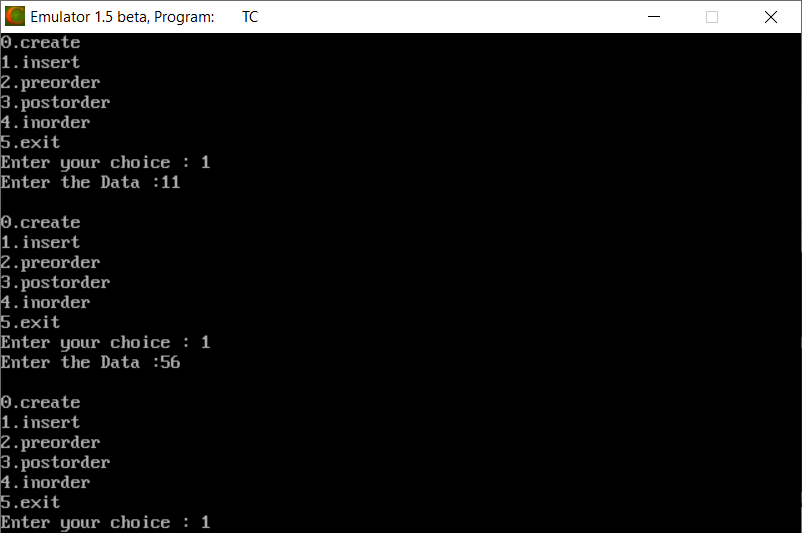 Emulator 1.5 beta, Program: TC
0.create
1.insert
2.preorder
3.postorder
4.inorder
5.exit
Enter your choice : 1
Enter the Data :11
0.create
1.insert
2.preorder
3.postorder
4.inorder
5.exit
Enter your choice : 1
Enter the Data :56
0.create
1.insert
2.preorder
3.postorder
4.inorder
5.exit
Enter your choice : 1